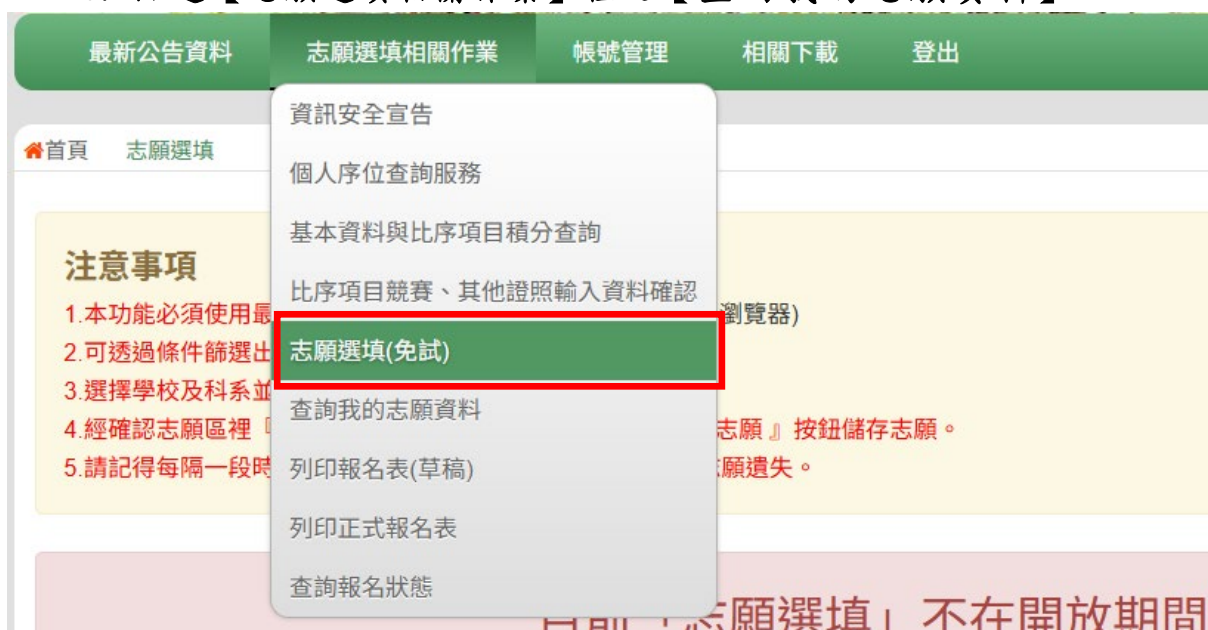 最新公告資料 志願選填相關作業 帳號管理 相關下載 登出
資訊安全宣告
首頁 志願選填
個人序位查詢服務
基本資料與比序項目積分查詢
注意事項
比序項目競賽、其他證照輸入資料確認
1.本功能必須使用最 瀏覽器)
2.可透過條件篩選出 志願選填(免試)
3.選擇學校及科系並
查詢我的志願資料
4.經確認志願區裡『 志願 』按鈕儲存志願。
5.請記得每隔一段時 列印報名表(草稿) 願遺失。
列印正式報名表
查詢報名狀態
目前「志願選填」不在開放期間